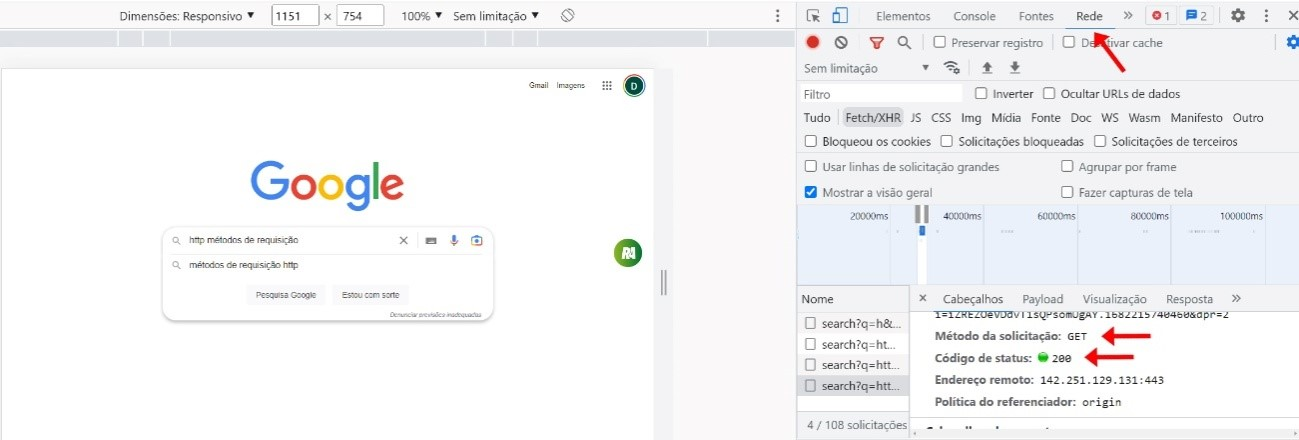 Dimensões: Responsivo ▼ 1151 × 754 100% ▼ Sem limitação ▼
Gmail Imagens D
Google
http métodos de requisição
métodos de requisição http
Pesquisa Google Estou com sorte
Denunciar previsões inadequadas
RA
Elementos Console Fontes Rede » 1 2
Preservar registro Desativar cache
Sem limitação ▼
Filtro Inverter Ocultar URLs de dados
Tudo Fetch/XHR JS CSS Img Mídia Fonte Doc WS Wasm Manifesto Outro
Bloqueou os cookies Solicitações bloqueadas Solicitações de terceiros
Usar linhas de solicitação grandes Agrupar por frame
Mostrar a visão geral Fazer capturas de tela
20000ms 40000ms 60000ms 80000ms 100000ms
Nome × Cabeçalhos Payload Visualização Resposta »
search?q=h&...
search?q=ht...
search?q=htt...
search?q=htt...
4 / 108 solicitações
Método da solicitação: GET
Código de status: 200
Endereço remoto: 142.251.129.131:443
Política do referenciador: origin